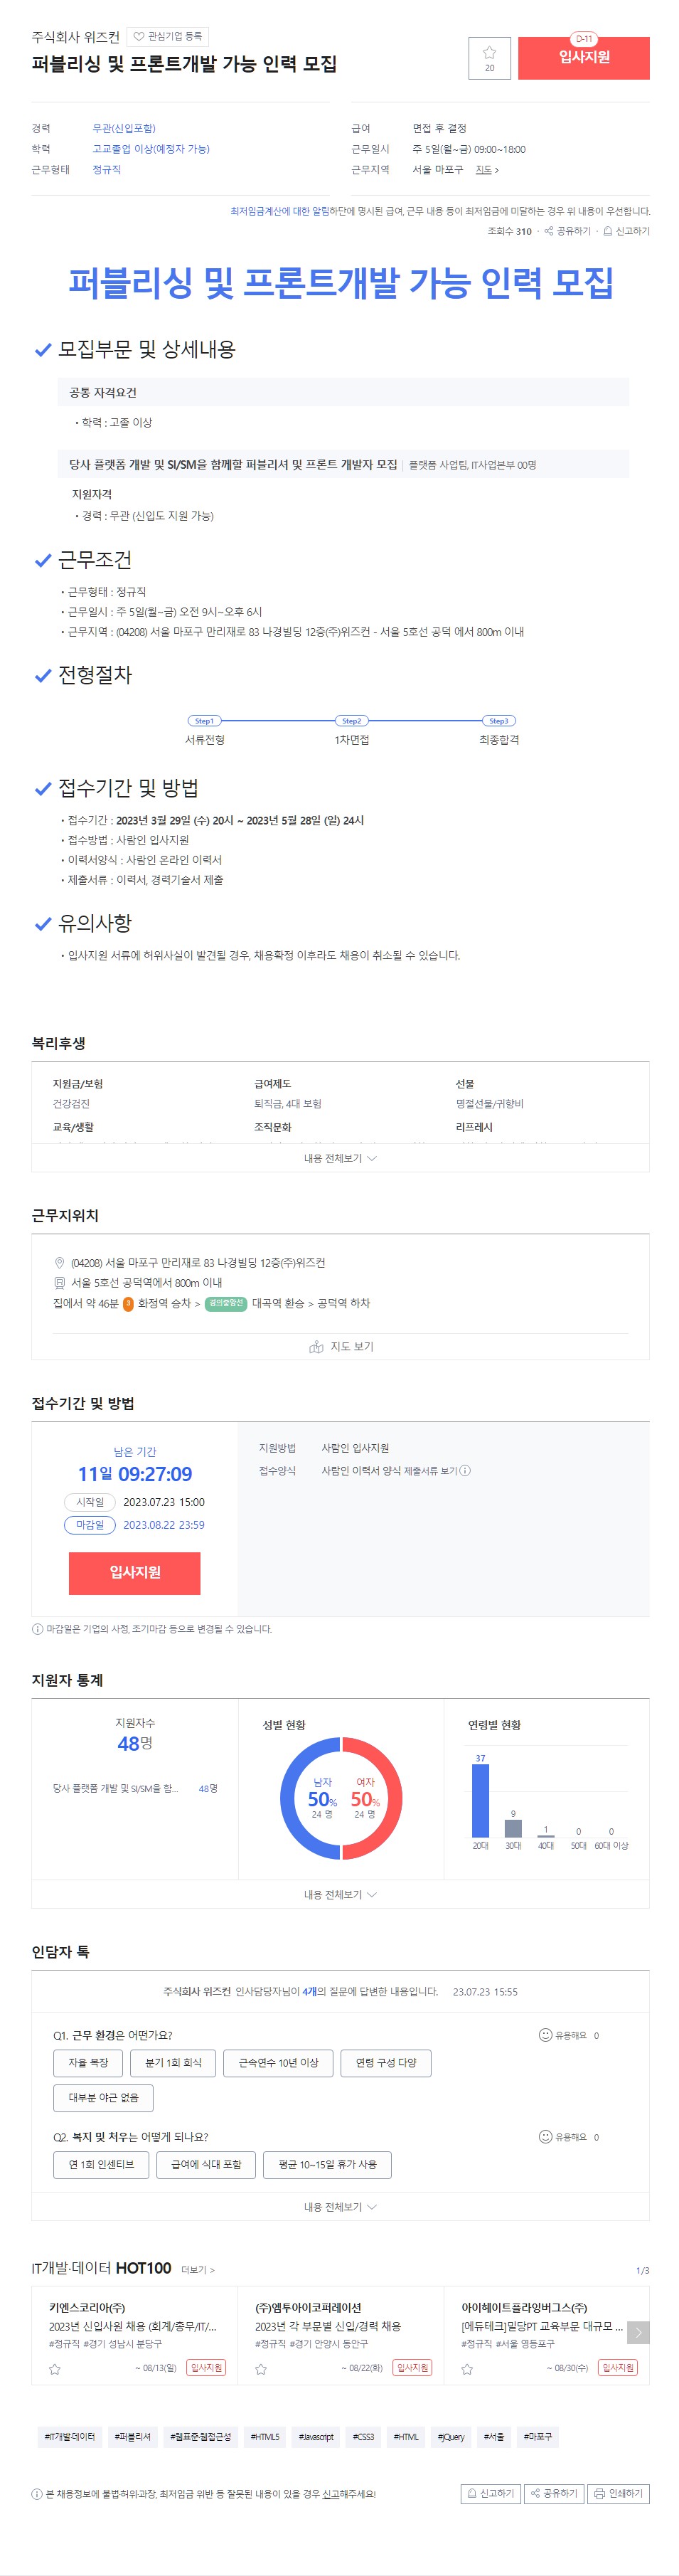 주식회사 위즈컨 관심기업 등록
퍼블리싱 및 프론트개발 가능 인력 모집
20
D-11
입사지원
경력 무관(신입포함)
학력 고교졸업 이상(예정자 가능)
근무형태 정규직
급여 면접 후 결정
근무일시 주 5일(월~금) 09:00~18:00
근무지역 서울 마포구 지도 >
최저임금계산에 대한 알림하단에 명시된 급여, 근무 내용 등이 최저임금에 미달하는 경우 위 내용이 우선합니다.
조회수 310 · 공유하기 · 신고하기
퍼블리싱 및 프론트개발 가능 인력 모집
모집부문 및 상세내용
공통 자격요건
· 학력 : 고졸 이상
당사 플랫폼 개발 및 SI/SM을 함께할 퍼블리셔 및 프론트 개발자 모집 | 플랫폼 사업팀, IT사업본부 00명
지원자격
· 경력 : 무관 (신입도 지원 가능)
근무조건
· 근무형태 : 정규직
· 근무일시 : 주 5일(월~금) 오전 9시~오후 6시
· 근무지역 : (04208) 서울 마포구 만리재로 83 나경빌딩 12층(주)위즈컨 - 서울 5호선 공덕 에서 800m 이내
전형절차
Step1 Step2 Step3
서류전형 1차면접 최종합격
접수기간 및 방법
· 접수기간 : 2023년 3월 29일 (수) 20시 ~ 2023년 5월 28일 (일) 24시
· 접수방법 : 사람인 입사지원
· 이력서양식 : 사람인 온라인 이력서
· 제출서류 : 이력서, 경력기술서 제출
유의사항
· 입사지원 서류에 허위사실이 발견될 경우, 채용확정 이후라도 채용이 취소될 수 있습니다.
복리후생
지원금/보험 급여제도 선물
건강검진 퇴직금, 4대 보험 명절선물/귀향비
교육/생활 조직문화 리프레시
내용 전체보기
근무지위치
(04208) 서울 마포구 만리재로 83 나경빌딩 12층(주)위즈컨
서울 5호선 공덕역에서 800m 이내
집에서 약 46분 3 화정역 승차 > 경의중앙선 대곡역 환승 > 공덕역 하차
지도 보기
접수기간 및 방법
남은 기간
11일 09:27:09
시작일 2023.07.23 15:00
마감일 2023.08.22 23:59
입사지원
지원방법 사람인 입사지원
접수양식 사람인 이력서 양식 제출서류 보기
마감일은 기업의 사정, 조기마감 등으로 변경될 수 있습니다.
지원자 통계
지원자수
48명
당사 플랫폼 개발 및 SI/SM을 함... 48명
성별 현황
남자 여자
50% 50%
24 명 24 명
연령별 현황
37 9 1 0 0
20대 30대 40대 50대 60대 이상
내용 전체보기
인담자 톡
주식회사 위즈컨 인사담당자님이 4개의 질문에 답변한 내용입니다. 23.07.23 15:55
Q1. 근무 환경은 어떤가요? 유용해요 0
자율 복장 분기 1회 회식 근속연수 10년 이상 연령 구성 다양
대부분 야근 없음
Q2. 복지 및 처우는 어떻게 되나요? 유용해요 0
연 1회 인센티브 급여에 식대 포함 평균 10~15일 휴가 사용
내용 전체보기
IT개발·데이터 HOT100 더보기 > 1/3
키엔스코리아(주)
2023년 신입사원 채용 (회계/총무/IT/...
#정규직 #경기 성남시 분당구
~ 08/13(일) 입사지원
(주)엠투아이코퍼레이션
2023년 각 부문별 신입/경력 채용
#정규직 #경기 안양시 동안구
~ 08/22(화) 입사지원
아이헤이트플라잉버그스(주)
[에듀테크]밀당PT 교육부문 대규모 ...
#정규직 #서울 영등포구
~ 08/30(수) 입사지원
#IT개발·데이터 #퍼블리셔 #웹표준·웹접근성 #HTML5 #Javascript #CSS3 #HTML #jQuery #서울 #마포구
본 채용정보에 불법·허위·과장, 최저임금 위반 등 잘못된 내용이 있을 경우 신고해주세요!
신고하기 공유하기 인쇄하기